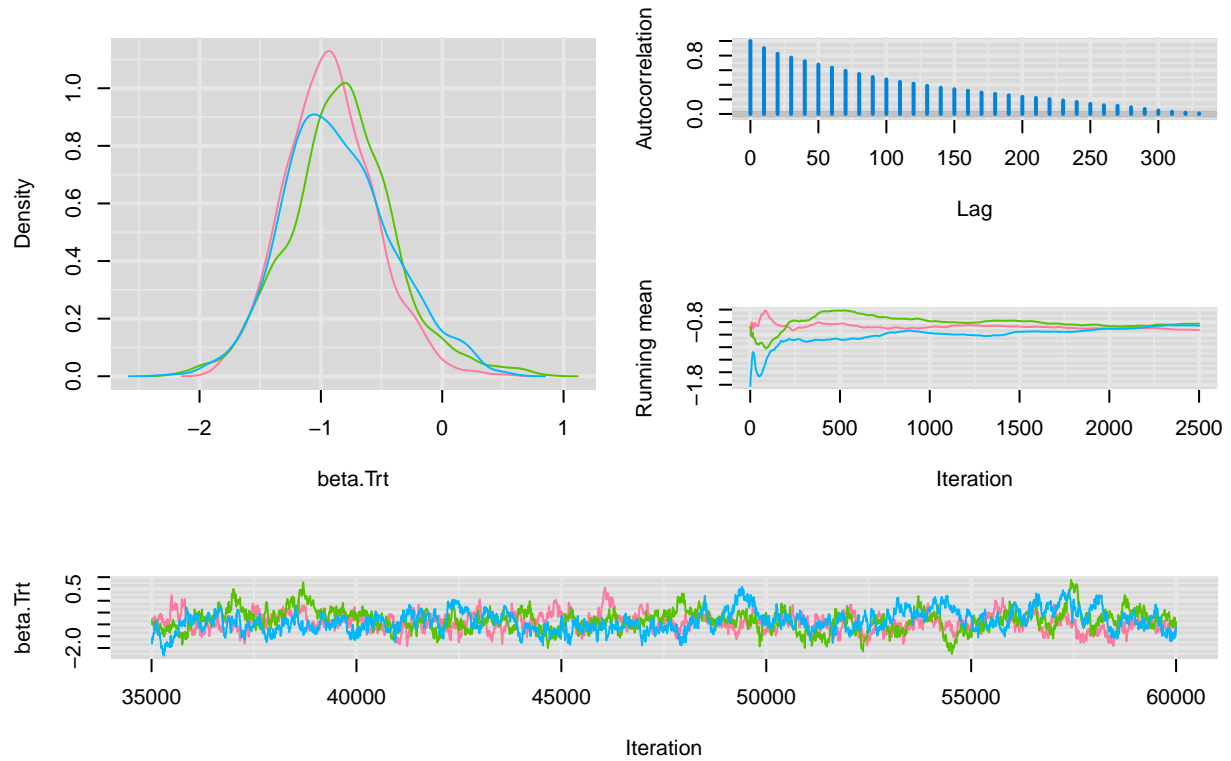 Density
0.0 0.2 0.4 0.6 0.8 1.0
−2 −1 0 1
beta.Trt
Autocorrelation
0.0 0.8
0 50 100 150 200 250 300
Lag
Running mean
−1.8 −0.8
0 500 1000 1500 2000 2500
Iteration
beta.Trt
−2.0 0.5
35000 40000 45000 50000 55000 60000
Iteration